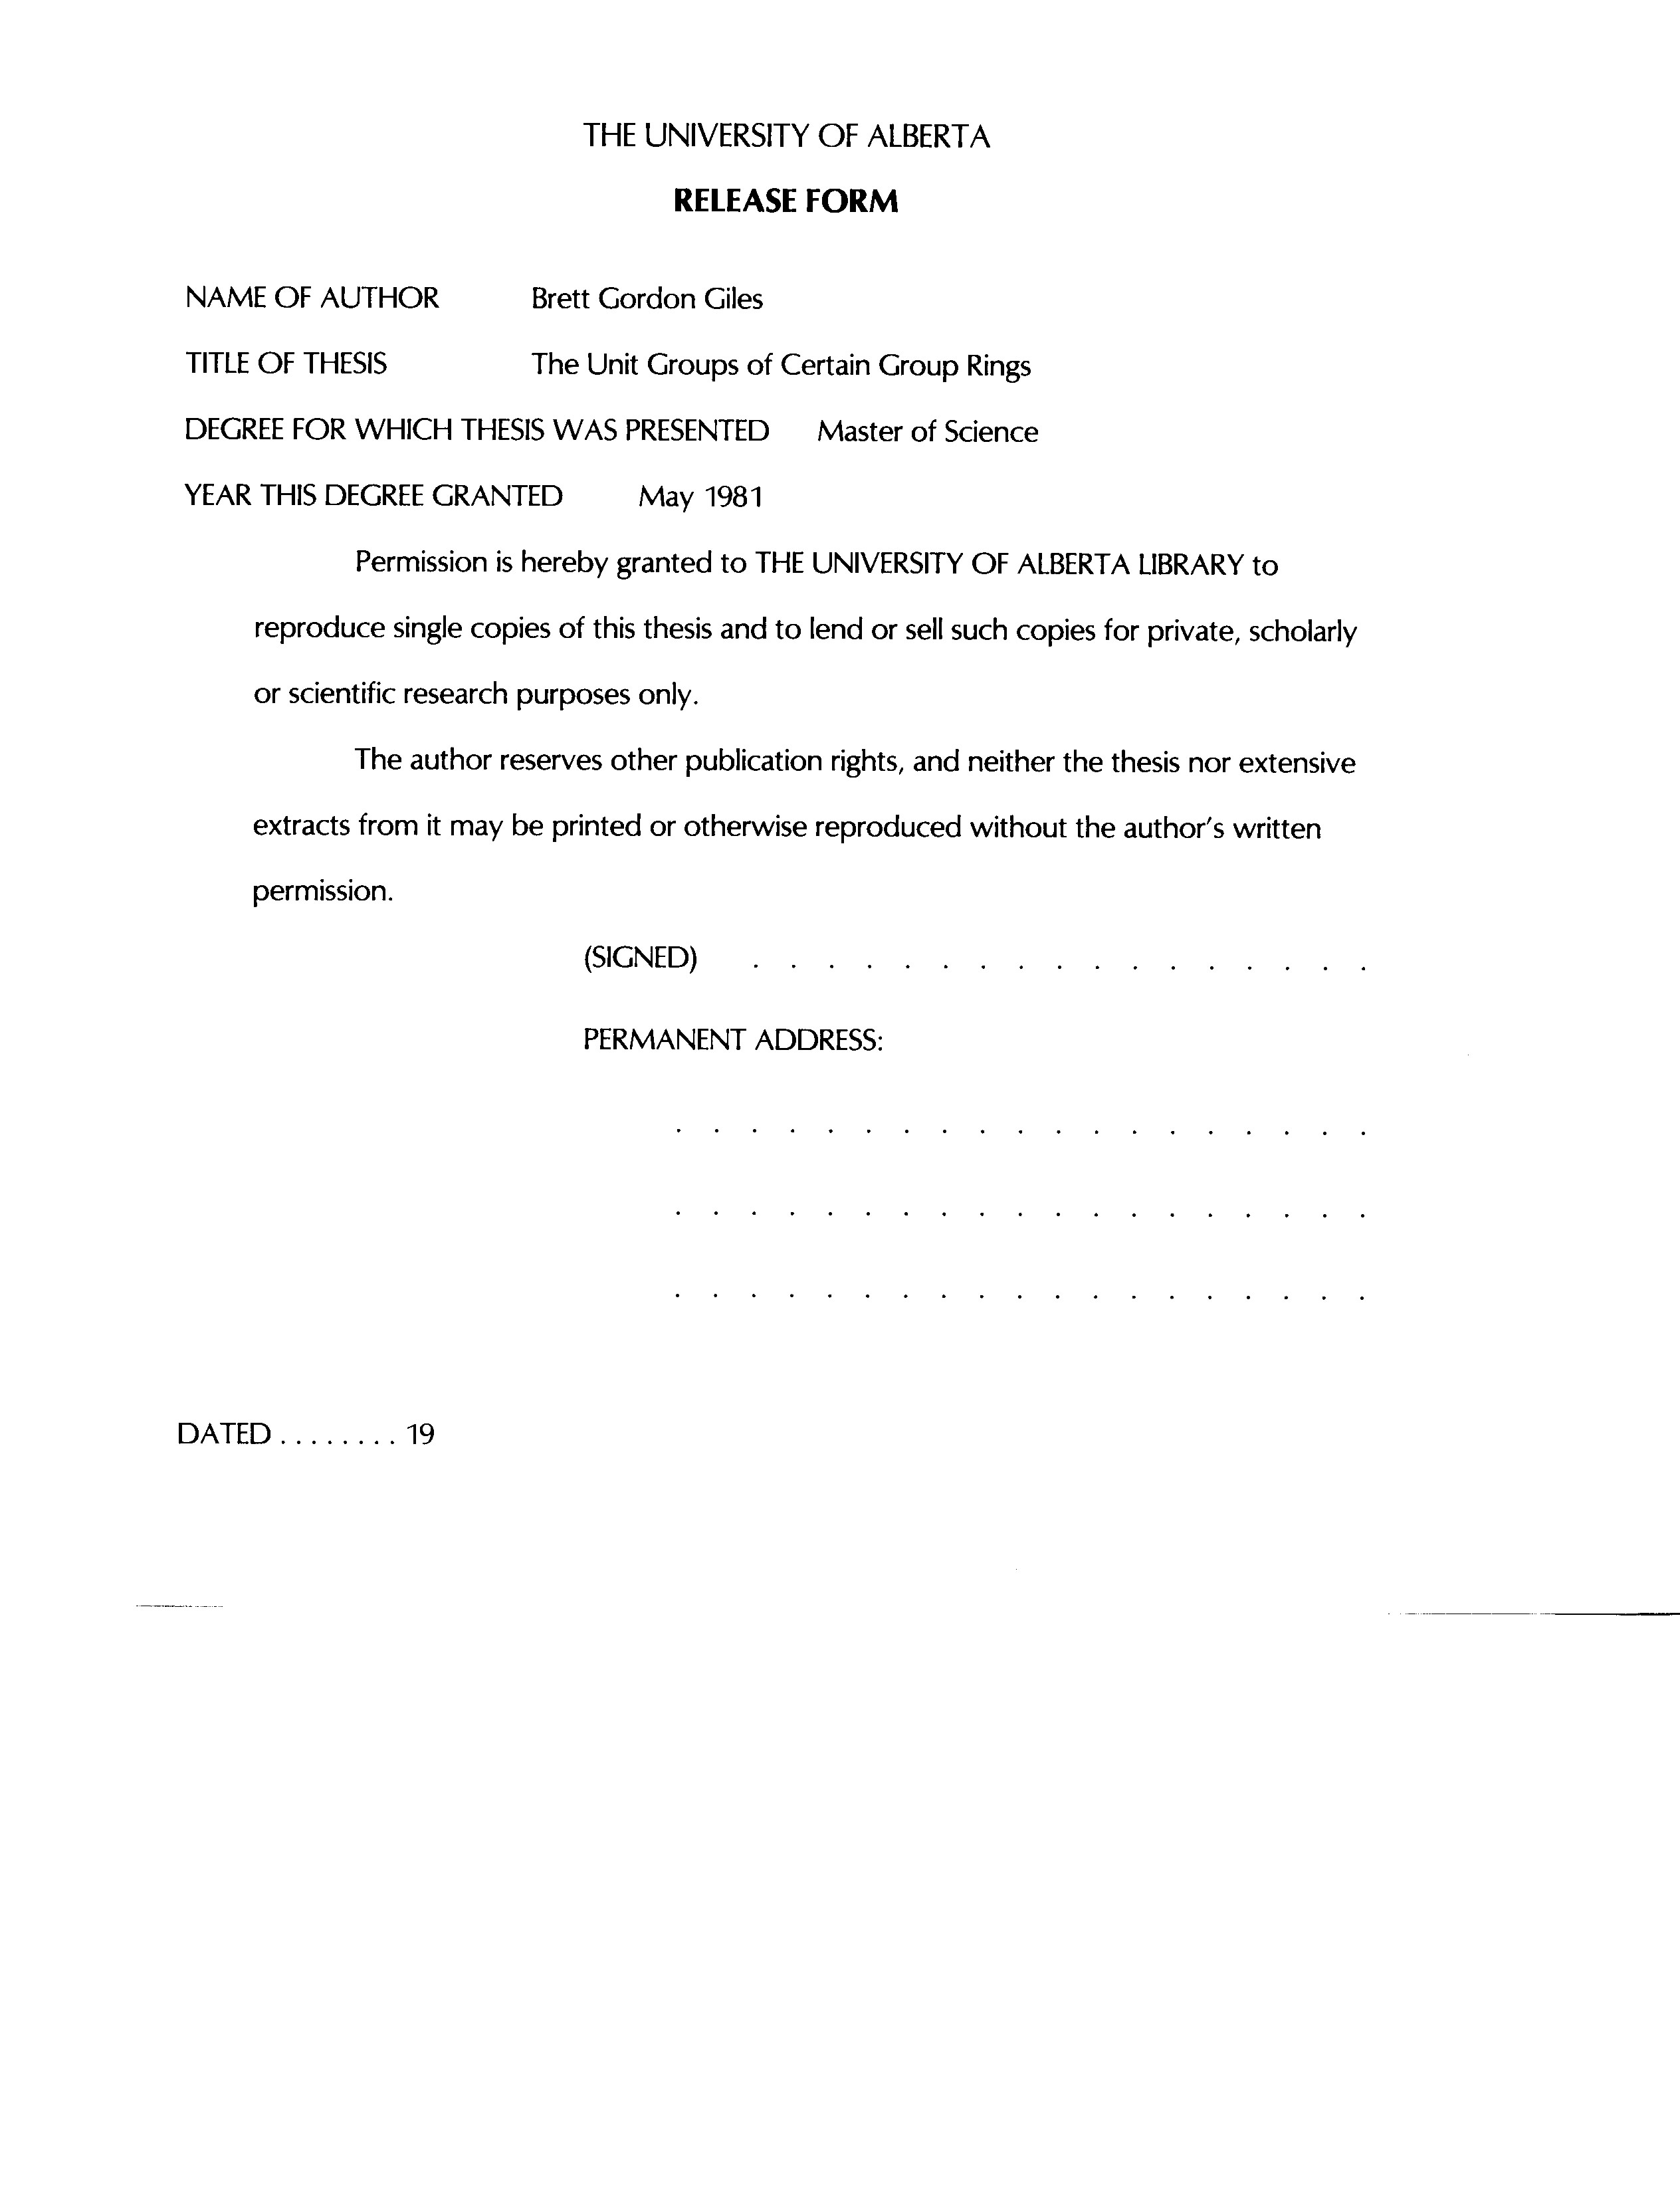 THE UNIVERSITY OF ALBERTA
RELEASE FORM
NAME OF AUTHOR Brett Gordon Giles
TITLE OF THESIS The Unit Groups of Certain Group Rings
DEGREE FOR WHICH THESIS WAS PRESENTED Master of Science
YEAR THIS DEGREE GRANTED May 1981
Permission is hereby granted to THE UNIVERSITY OF ALBERTA LIBRARY to
reproduce single copies of this thesis and to lend or sell such copies for private, scholarly
or scientific research purposes only.
The author reserves other publication rights, and neither the thesis nor extensive
extracts from it may be printed or otherwise reproduced without the author's written
permission.
(SIGNED) . . . . . . . . . . . . . . . . .
PERMANENT ADDRESS:
. . . . . . . . . . . . . . . . . . .
. . . . . . . . . . . . . . . . . . .
. . . . . . . . . . . . . . . . . . .
DATED . . . . . . . . 19